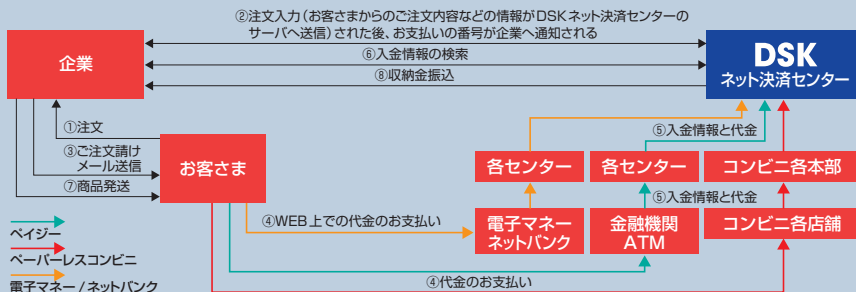 ②注文入力（お客さまからのご注文内容などの情報がDSKネット決済センターの
サーバへ送信）された後、お支払いの番号が企業へ通知される
企業
⑥入金情報の検索
⑧収納金振込
DSK
ネット決済センター
①注文
③ご注文請け
メール送信
⑦商品発送
お客さま
⑤入金情報と代金
各センター
各センター
コンビニ各本部
⑤入金情報と代金
④WEB上での代金のお支払い
電子マネー
ネットバンク
金融機関
ATM
コンビニ各店舗
ペイジー
ペーパーレスコンビニ
電子マネー/ネットバンク
④代金のお支払い